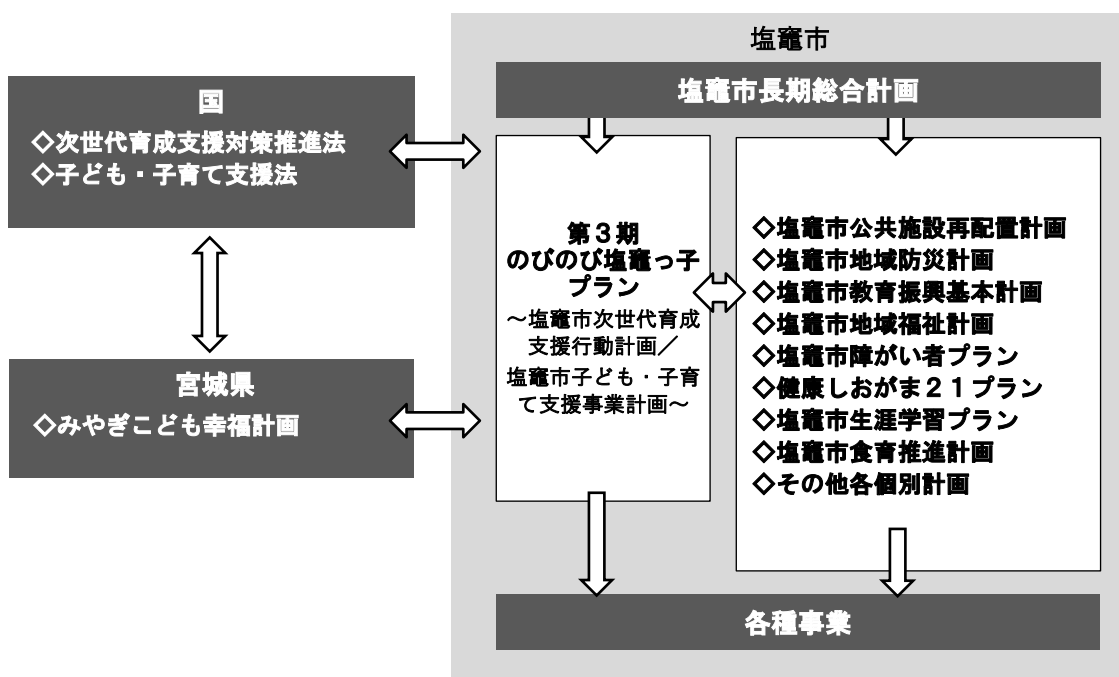 塩竈市
塩竈市長期総合計画
国
◇次世代育成支援対策推進法
◇子ども・子育て支援法
宮城県
◇みやぎこども幸福計画
第３期
のびのび塩竈っ子
プラン
～塩竈市次世代育成
支援行動計画／
塩竈市子ども・子育
て支援事業計画～
◇塩竈市公共施設再配置計画
◇塩竈市地域防災計画
◇塩竈市教育振興基本計画
◇塩竈市地域福祉計画
◇塩竈市障がい者プラン
◇健康しおがま２１プラン
◇塩竈市生涯学習プラン
◇塩竈市食育推進計画
◇その他各個別計画
各種事業